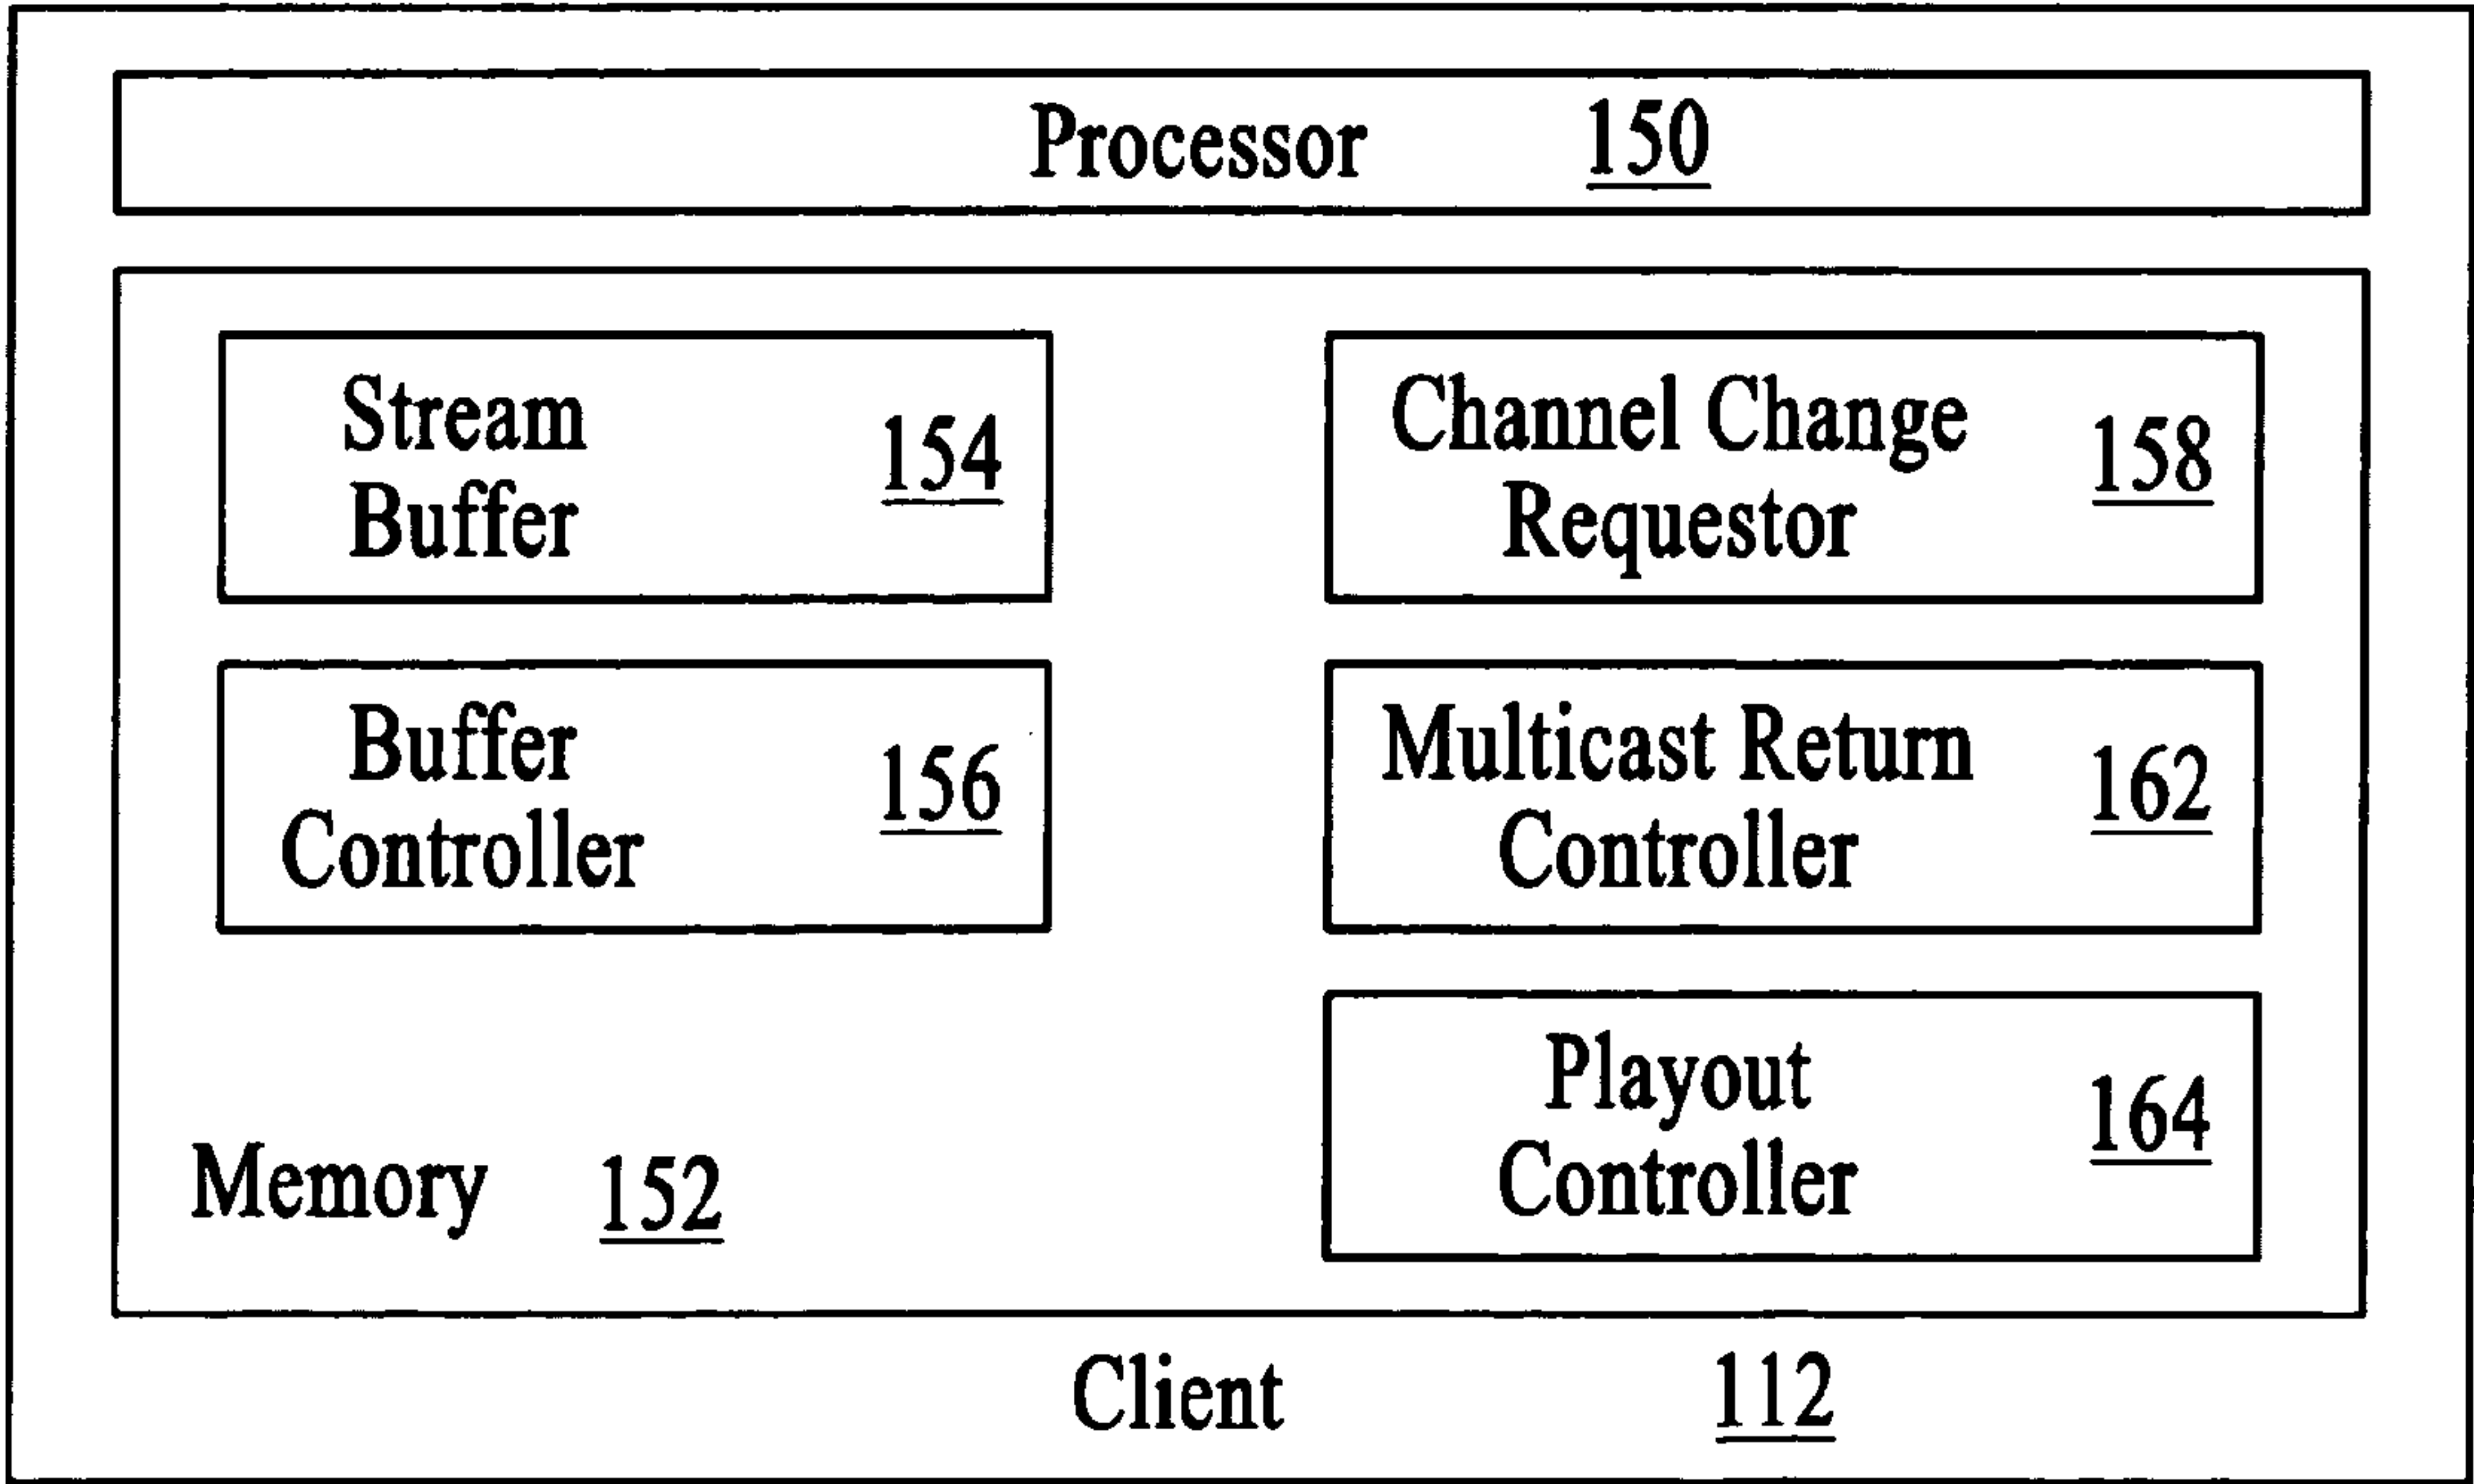 Processor 150
Stream
Buffer
154
Channel Change
Requestor
158
Buffer
Controller
156
Multicast Return
Controller
162
Playout
Controller
164
Memory 152
Client 112